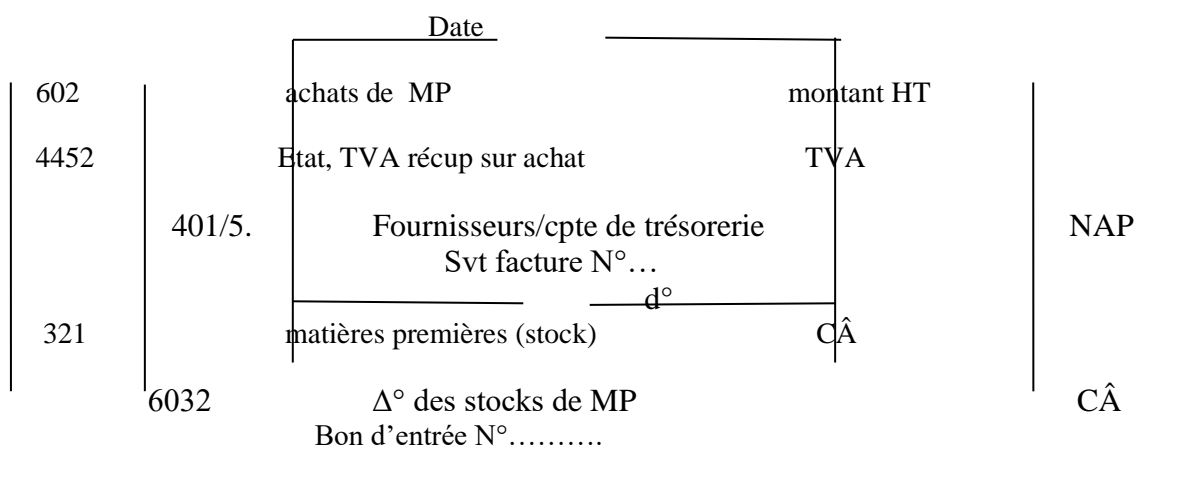 Date
602 achats de MP montant HT
4452 Etat, TVA récup sur achat TVA
401/5. Fournisseurs/cpte de trésorerie NAP
Svt facture N°…
d°
321 matières premières (stock) CÂ
6032 Δ° des stocks de MP CÂ
Bon d’entrée N°……….